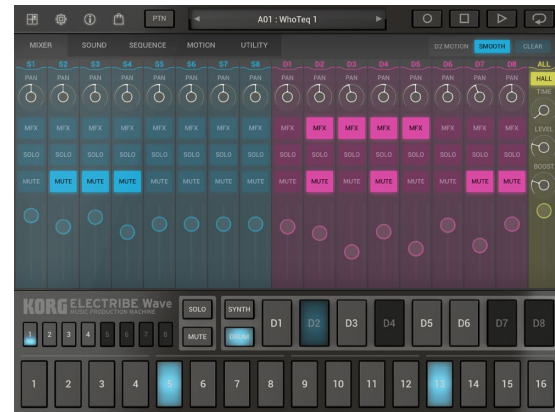 PTN A01 : WhoTeq 1
MIXER SOUND SEQUENCE MOTION UTILITY D2 MOTION SMOOTH CLEAR
S1 S2 S3 S4 S5 S6 S7 S8 D1 D2 D3 D4 D5 D6 D7 D8 ALL
PAN PAN PAN PAN PAN PAN PAN PAN PAN PAN PAN PAN PAN PAN PAN PAN HALL
TIME
MFX MFX MFX MFX MFX MFX MFX MFX MFX MFX MFX MFX MFX MFX MFX MFX LEVEL
SOLO SOLO SOLO SOLO SOLO SOLO SOLO SOLO SOLO SOLO SOLO SOLO SOLO SOLO SOLO SOLO
BOOST
MUTE MUTE MUTE MUTE MUTE MUTE MUTE MUTE MUTE MUTE MUTE MUTE MUTE MUTE MUTE MUTE
KORG ELECTRIBE Wave
MUSIC PRODUCTION MACHINE
SOLO SYNTH
D1 D2 D3 D4 D5 D6 D7 D8
1 2 3 4 5 6 7 8 MUTE DRUM
1 2 3 4 5 6 7 8 9 10 11 12 13 14 15 16